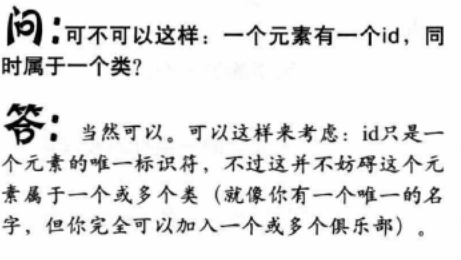 问：可不可以这样：一个元素有一个id，同
时属于一个类？
答：当然可以。可以这样来考虑：id只是一
个元素的唯一标识符，不过这并不妨碍这个元
素属于一个或多个类（就像你有一个唯一的名
字，但你完全可以加入一个或多个俱乐部）。